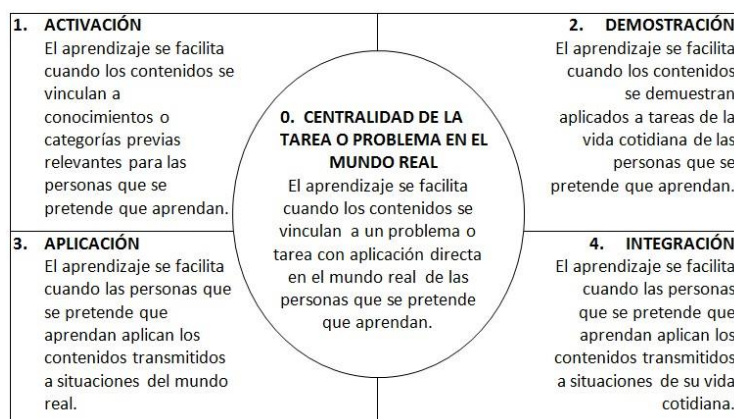 1. ACTIVACIÓN
El aprendizaje se facilita
cuando los contenidos se
vinculan a
conocimientos o
categorías previas
relevantes para las
personas que se
pretende que aprendan.
2. DEMOSTRACIÓN
El aprendizaje se facilita
cuando los contenidos
se demuestran
aplicados a tareas de la
vida cotidiana de las
personas que se
pretende que aprendan.
0. CENTRALIDAD DE LA
TAREA O PROBLEMA EN EL
MUNDO REAL
El aprendizaje se facilita
cuando los contenidos se
vinculan a un problema o
tarea con aplicación directa
en el mundo real de las
personas que se pretende
que aprendan.
3. APLICACIÓN
El aprendizaje se facilita
cuando las personas que
se pretende que
aprendan aplican los
contenidos transmitidos
a situaciones del mundo
real.
4. INTEGRACIÓN
El aprendizaje se facilita
cuando las personas
que se pretende que
aprendan aplican los
contenidos transmitidos
a situaciones de su vida
cotidiana.